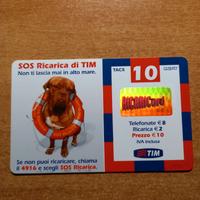 SOS Ricarica di TIM
Non ti lascia mai in alto mare.
Se non puoi ricaricare, chiama
il 4916 e scegli SOS Ricarica.
TACS
10
RICARICard
Telefonate € 8
Ricarica € 2
Prezzo € 10
IVA inclusa
TIM